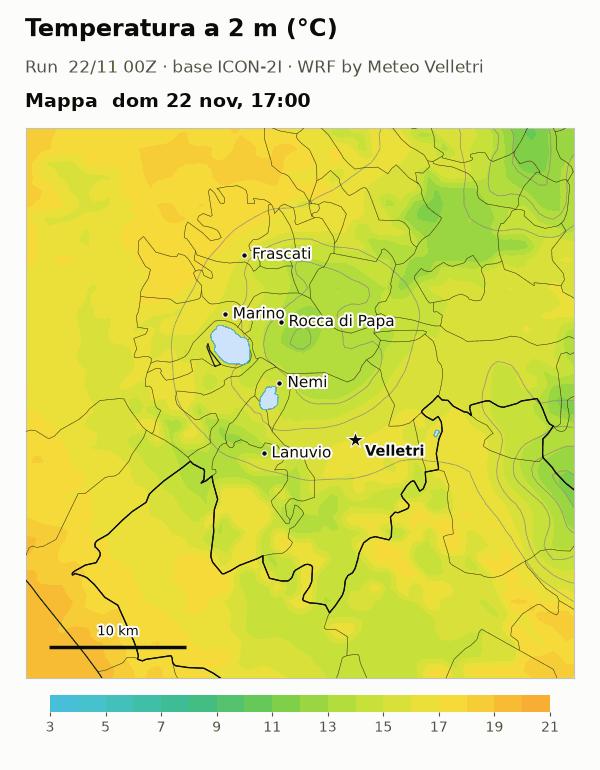 Temperatura a 2 m (°C)
Run  22/11 00Z · base ICON-2I · WRF by Meteo Velletri
Mappa  dom 22 nov, 17:00
Frascati
Marino
Rocca di Papa
Nemi
Velletri
Lanuvio
10 km
3 5 7 9 11 13 15 17 19 21